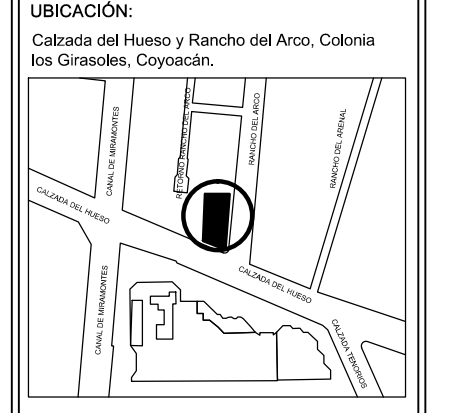 UBICACIÓN:
Calzada del Hueso y Rancho del Arco, Colonia
los Girasoles, Coyoacán.
CANAL DE MIRAMONTES
RETORNO RANCHO DEL ARCO
RANCHO DEL ARCO
RANCHO DEL ARENAL
CALZADA DEL HUESO
CALZADA DEL HUESO
CANAL DE MIRAMONTES
CALZADA TENORIOS